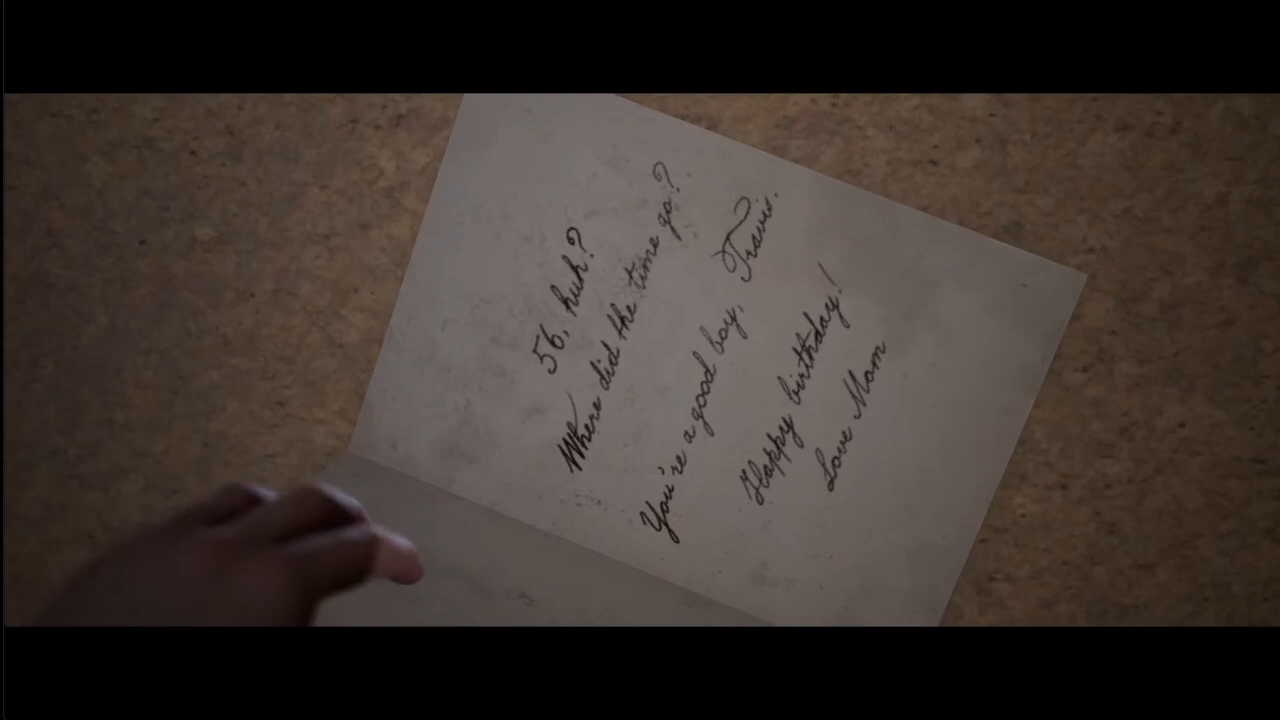 56, huh?
Where did the time go?
You're a good boy, Travis.
Happy birthday!
Love Mom